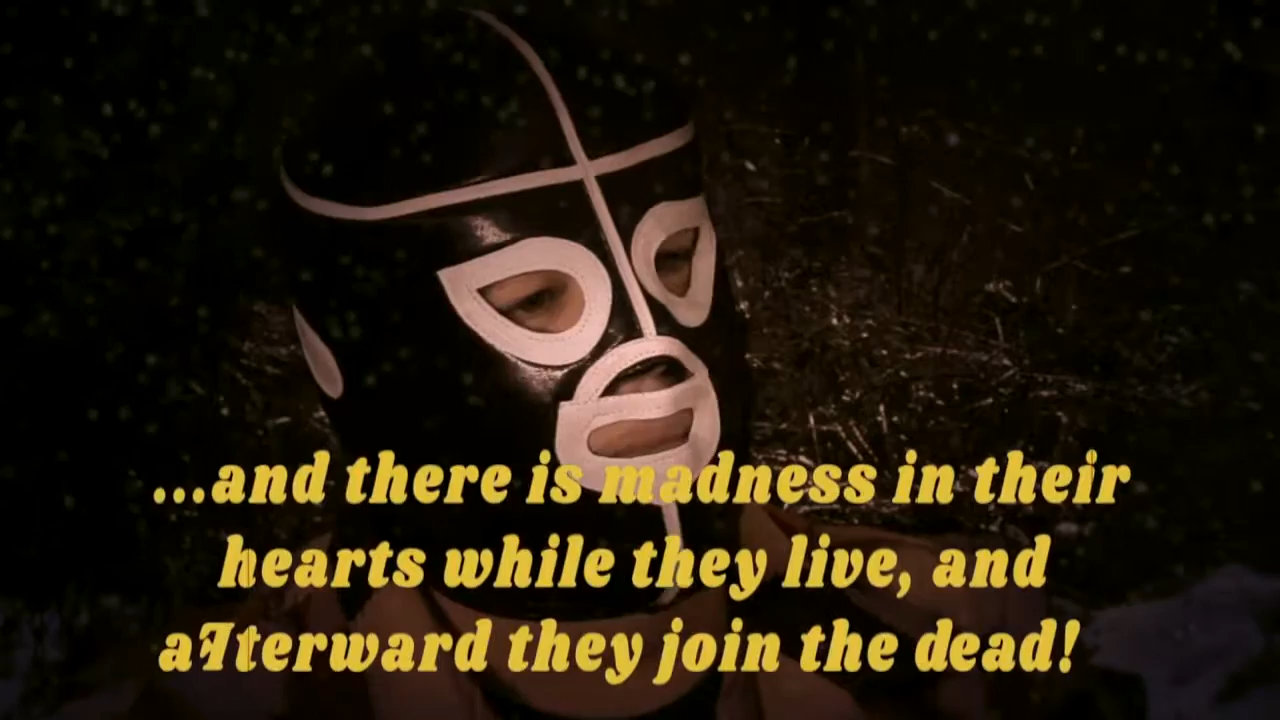 ...and there is madness in their
hearts while they live, and
afterward they join the dead!